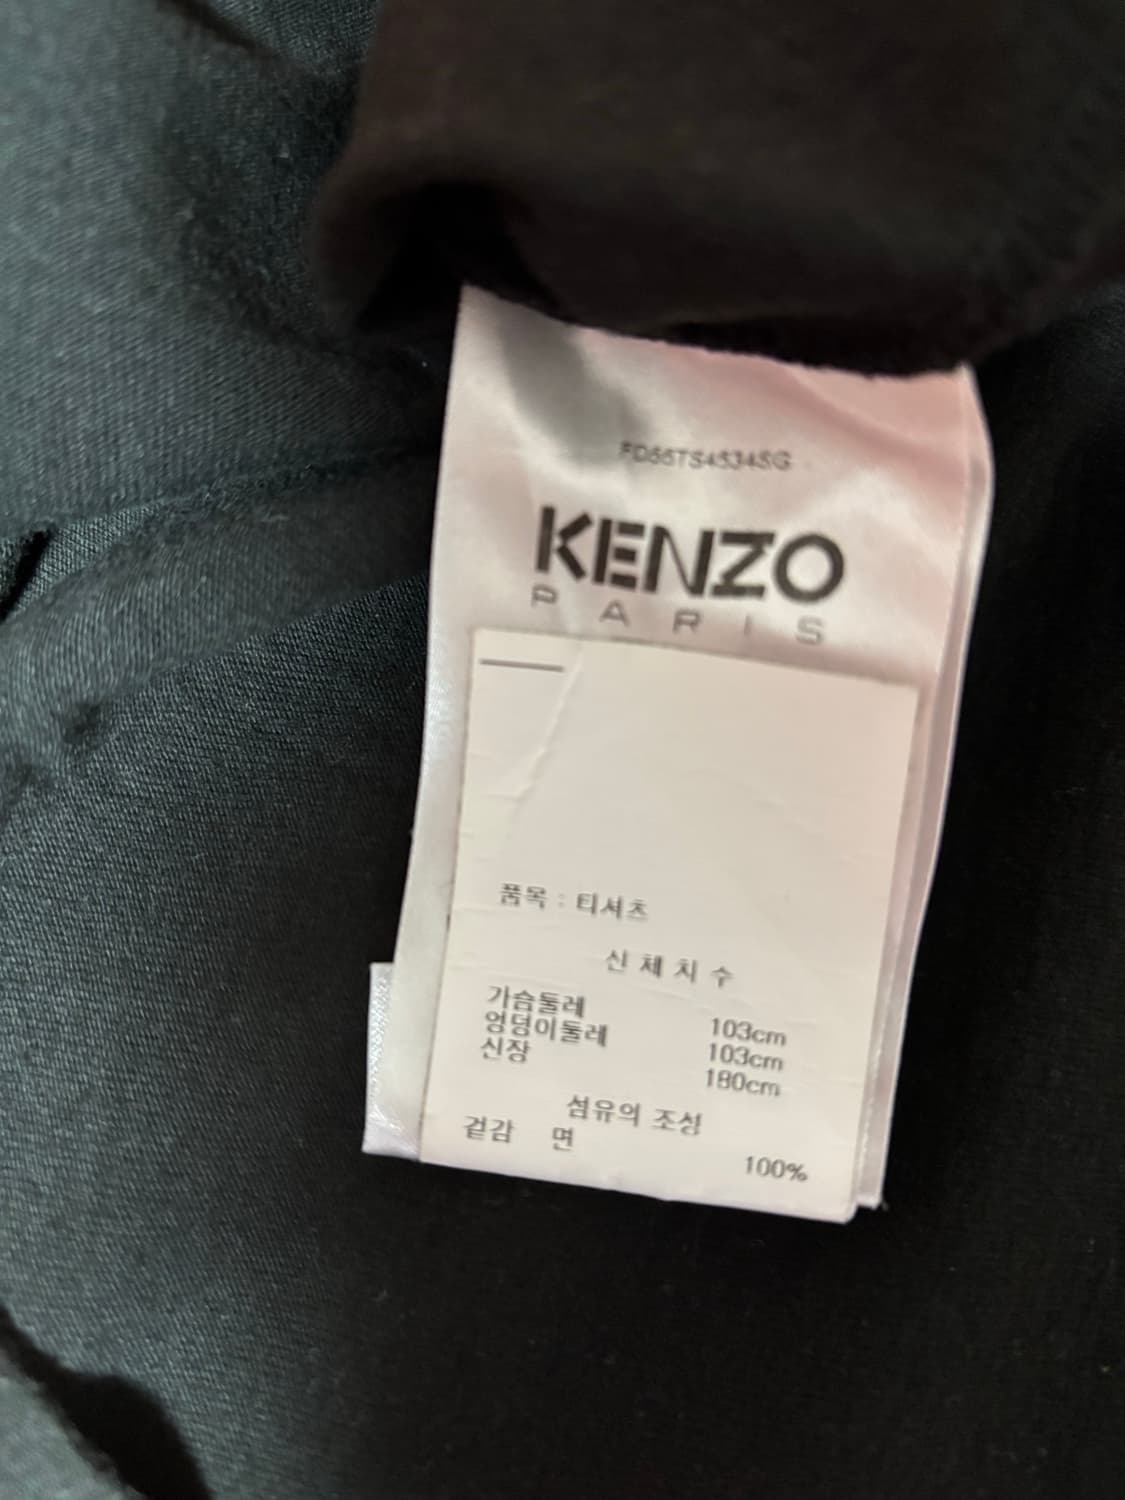 FD55TS4534SG
KENZO
PARIS
품목 : 티셔츠
신체치수
가슴둘레 103cm
엉덩이둘레 103cm
신장 180cm
섬유의 조성
겉감 면 100%